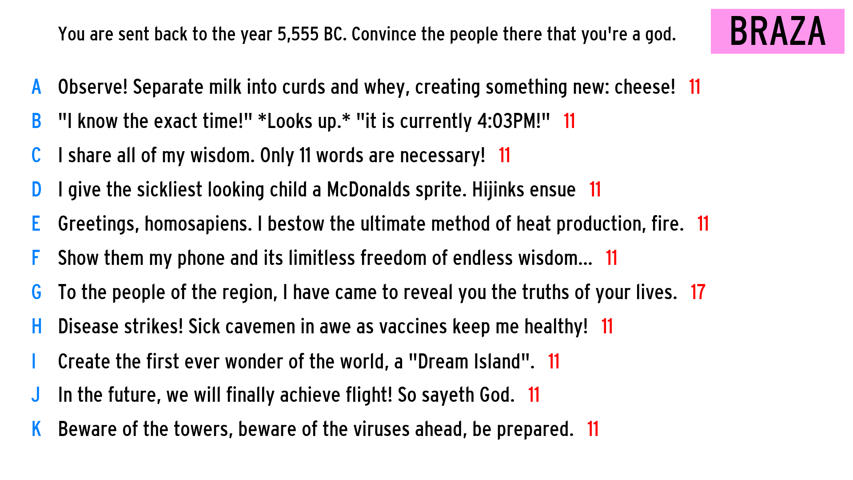 You are sent back to the year 5,555 BC. Convince the people there that you're a god.
BRAZA
A Observe! Separate milk into curds and whey, creating something new: cheese! 11
B "I know the exact time!" *Looks up.* "it is currently 4:03PM!" 11
C I share all of my wisdom. Only 11 words are necessary! 11
D I give the sickliest looking child a McDonalds sprite. Hijinks ensue 11
E Greetings, homosapiens. I bestow the ultimate method of heat production, fire. 11
F Show them my phone and its limitless freedom of endless wisdom... 11
G To the people of the region, I have came to reveal you the truths of your lives. 17
H Disease strikes! Sick cavemen in awe as vaccines keep me healthy! 11
I Create the first ever wonder of the world, a "Dream Island". 11
J In the future, we will finally achieve flight! So sayeth God. 11
K Beware of the towers, beware of the viruses ahead, be prepared. 11